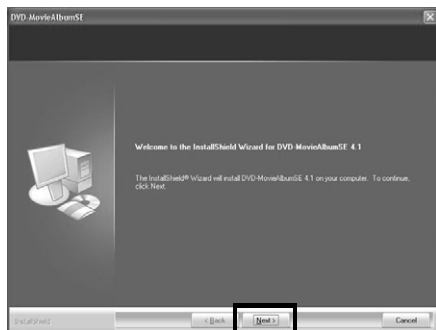 DVD-MovieAlbumSE
Welcome to the InstallShield Wizard for DVD-MovieAlbumSE 4.1
The InstallShield® Wizard will install DVD-MovieAlbumSE 4.1 on your computer. To continue,
click Next.
InstallShield
< Back Next > Cancel